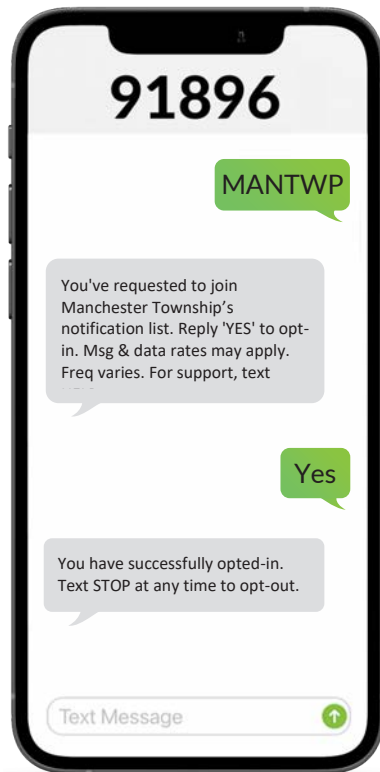 91896
MANTWP
You've requested to join
Manchester Township’s
notification list. Reply 'YES' to opt-
in. Msg & data rates may apply.
Freq varies. For support, text
Yes
You have successfully opted-in.
Text STOP at any time to opt-out.
Text Message